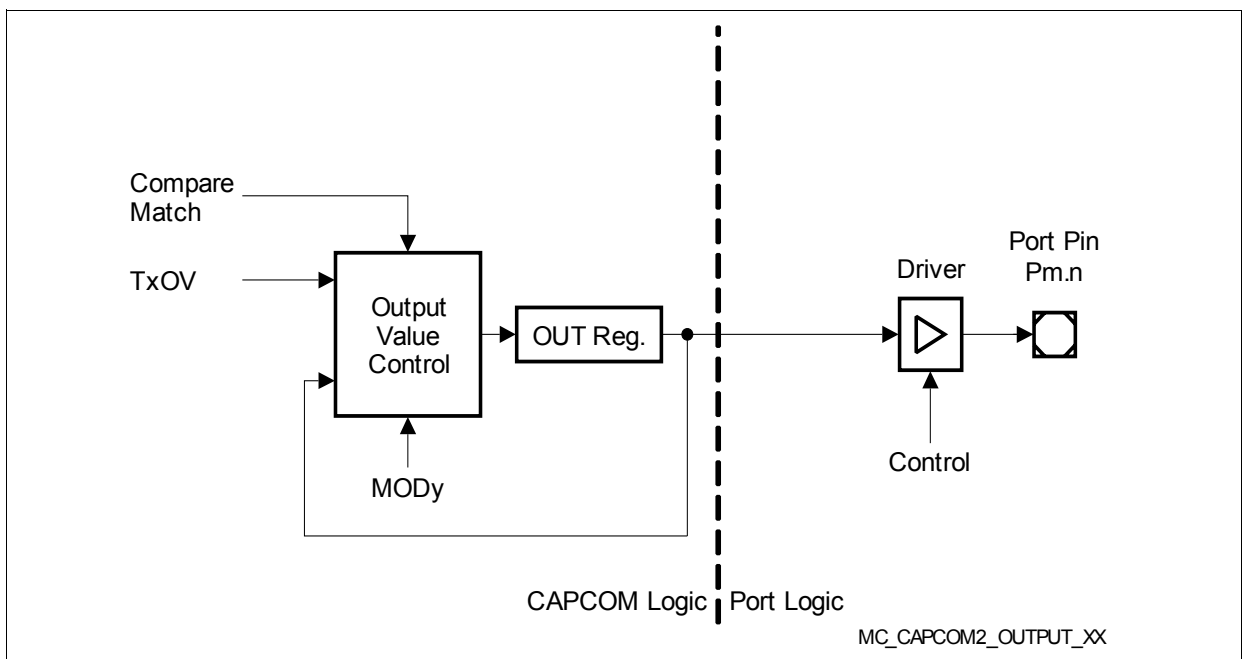 Compare
Match
TxOV
Output
Value
Control
OUT Reg.
MODy
Driver
Port Pin
Pm.n
Control
CAPCOM Logic
Port Logic
MC_CAPCOM2_OUTPUT_XX